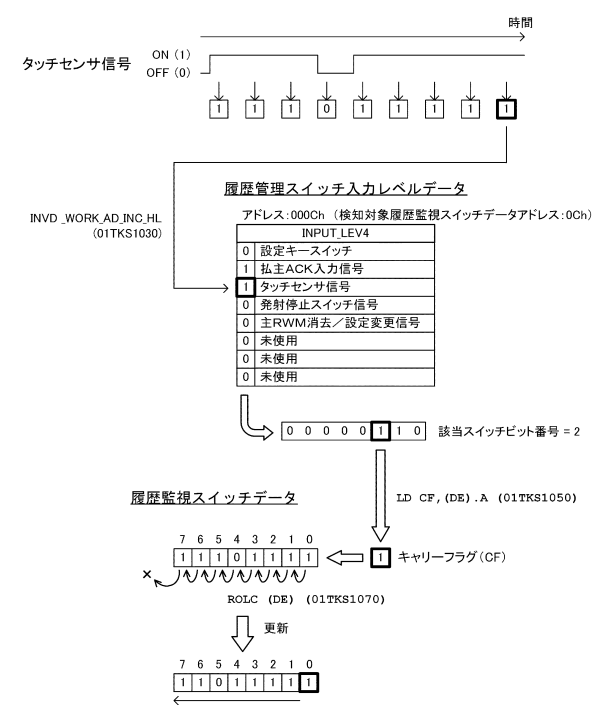 時間
ON (1)
タッチセンサ信号
OFF (0)
1 1 1 0 1 1 1 1 1
履歴管理スイッチ入力レベルデータ
INVD _WORK_AD_INC_HL
(01TKS1030)
アドレス:000Ch (検知対象履歴監視スイッチデータアドレス:0Ch)
INPUT_LEV4
0 設定キースイッチ
1 払主ACK入力信号
1 タッチセンサ信号
0 発射停止スイッチ信号
0 主RWM消去/設定変更信号
0 未使用
0 未使用
0 未使用
0 0 0 0 0 1 1 0 該当スイッチビット番号 = 2
LD CF,(DE).A (01TKS1050)
履歴監視スイッチデータ
7 6 5 4 3 2 1 0
1 1 1 0 1 1 1 1 1 キャリーフラグ(CF)
×
ROLC (DE) (01TKS1070)
更新
7 6 5 4 3 2 1 0
1 1 0 1 1 1 1 1